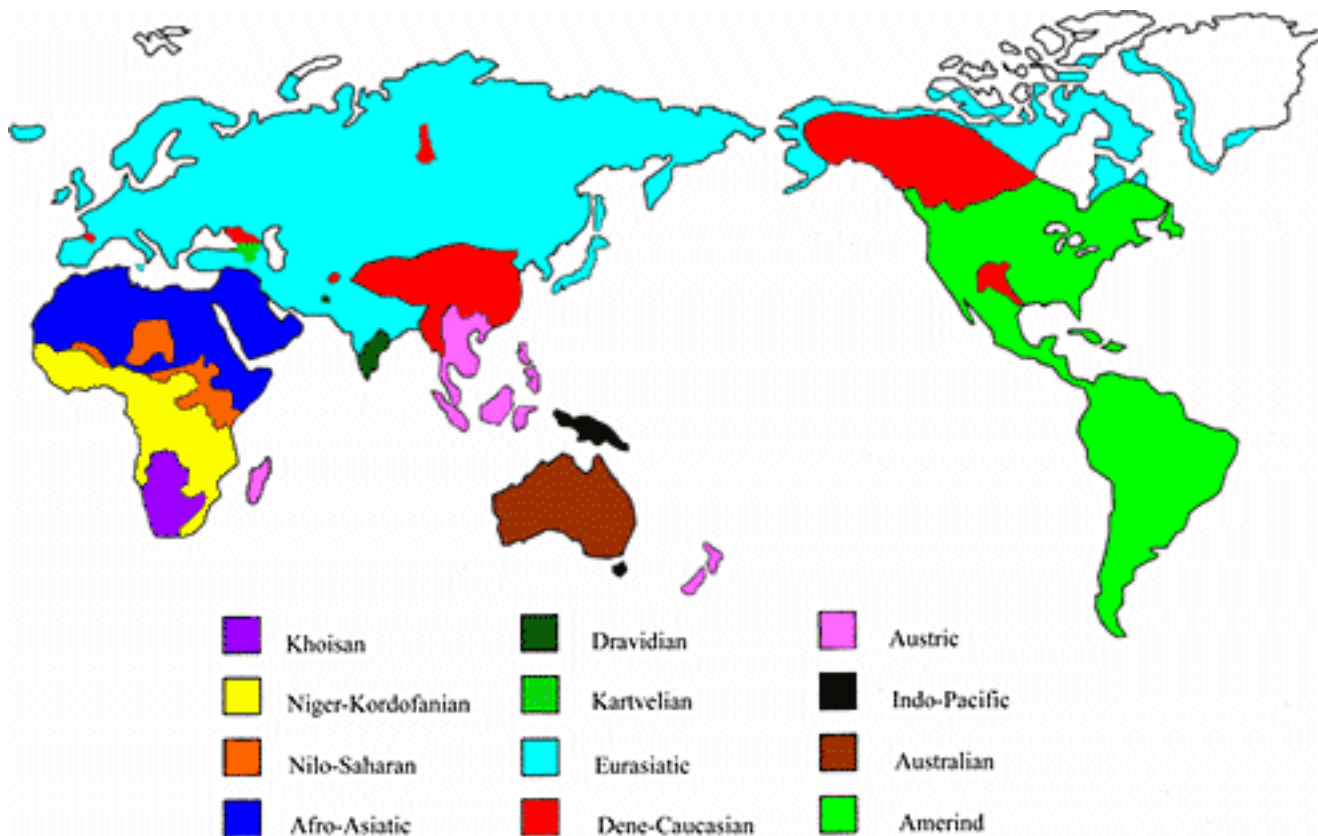 Khoisan
Niger-Kordofanian
Nilo-Saharan
Afro-Asiatic
Dravidian
Kartvelian
Eurasiatic
Dene-Caucasian
Austric
Indo-Pacific
Australian
Amerind